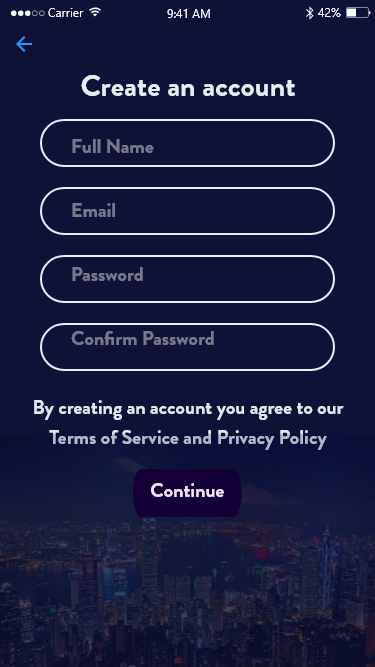 Carrier 9:41 AM 42%
Create an account
Full Name
Email
Password
Confirm Password
By creating an account you agree to our
Terms of Service and Privacy Policy
Continue